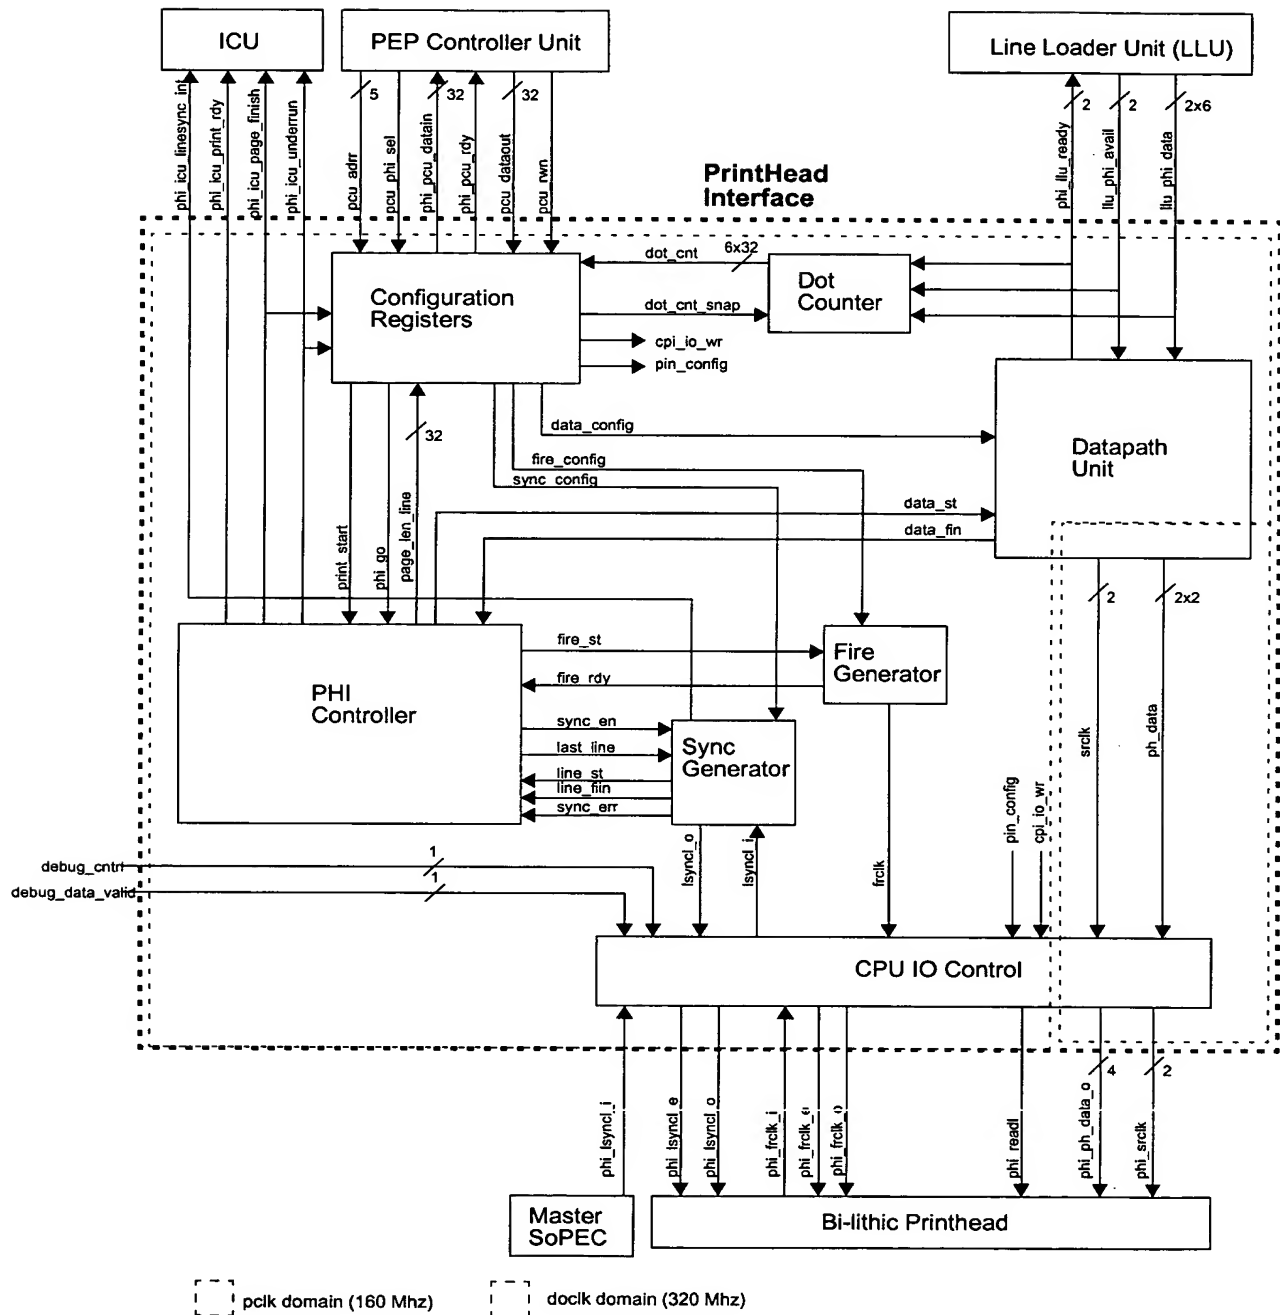 ICU
PEP Controller Unit
Line Loader Unit (LLU)
5
32
32
2
2
2x6
phi_icu_linesync_int
phi_icu_print_rdy
phi_icu_page_finish
phi_icu_underrun
pcu_adrr
pcu_phi_sel
phi_pcu_datain
phi_pcu_rdy
pcu_dataout
pcu_rwn
phi_llu_ready
llu_phi_avail
llu_phi_data
PrintHead
Interface
Configuration
Registers
dot_cnt
6x32
dot_cnt_snap
Dot
Counter
cpi_io_wr
pin_config
32
data_config
fire_config
sync_config
Datapath
Unit
data_st
data_fin
print_start
phi_go
page_len_line
2
2x2
PHI
Controller
fire_st
fire_rdy
Fire
Generator
sync_en
last_line
line_st
line_fiin
sync_err
Sync
Generator
srclk
ph_data
lsyncl_o
lsyncl_i
frclk
pin_config
cpi_io_wr
debug_cntrl
1
debug_data_valid
1
CPU IO Control
4
2
phi_lsyncl_i
phi_lsyncl_e
phi_lsyncl_o
phi_frclk_i
phi_frclk_e
phi_frclk_o
phi_readl
phi_ph_data_o
phi_srclk
Master
SoPEC
Bi-lithic Printhead
pclk domain (160 Mhz)
doclk domain (320 Mhz)